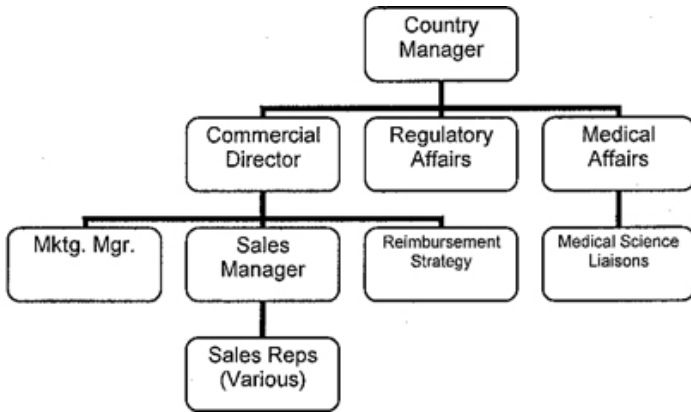 Country
Manager
Commercial
Director
Regulatory
Affairs
Medical
Affairs
Mktg. Mgr.
Sales
Manager
Reimbursement
Strategy
Medical Science
Liaisons
Sales Reps
(Various)